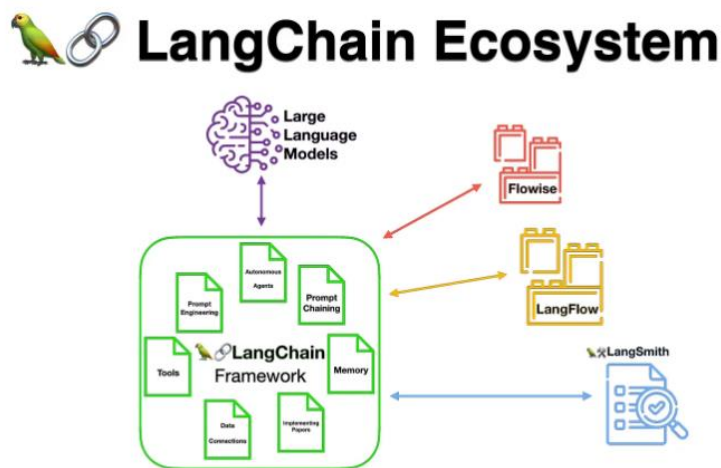 LangChain Ecosystem
Large
Language
Models
Flowise
LangFlow
LangSmith
Autonomous
Agents
Prompt
Engineering
Prompt
Chaining
LangChain
Framework
Tools
Memory
Data
Connections
Implementing
Papers